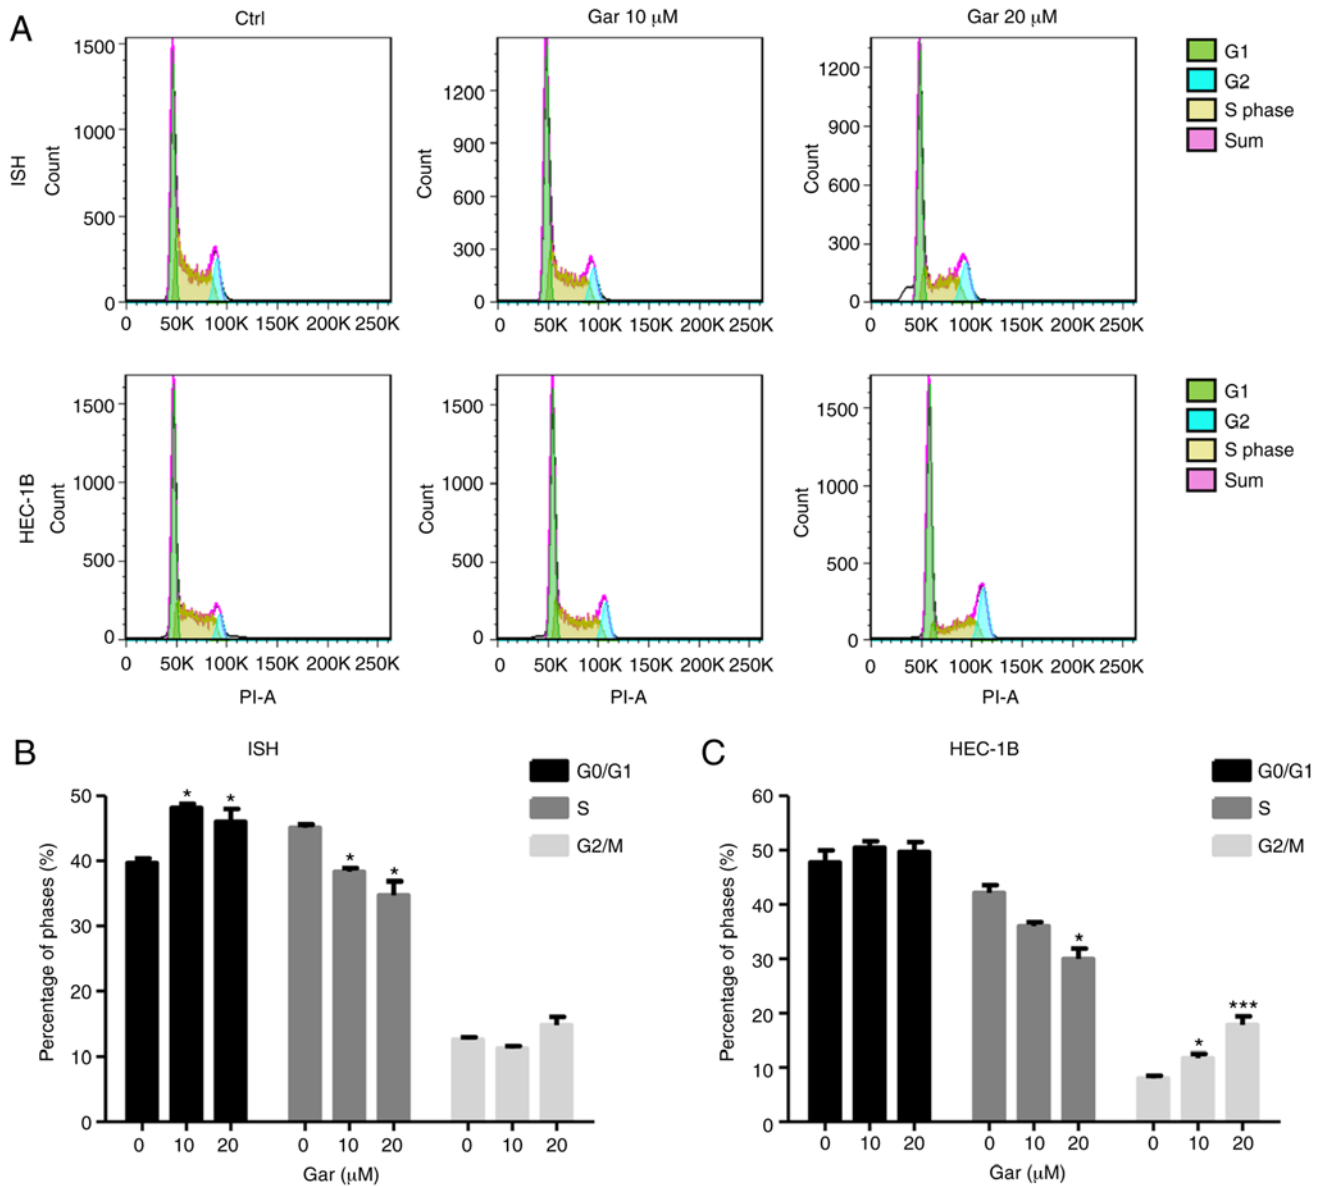 A
Ctrl
Gar 10 μM
Gar 20 μM
ISH
Count
1500
1000
500
0
0 50K 100K 150K 200K 250K
Count
1200
900
600
300
0
0 50K 100K 150K 200K 250K
Count
1200
900
600
300
0
0 50K 100K 150K 200K 250K
G1
G2
S phase
Sum
HEC-1B
Count
1500
1000
500
0
0 50K 100K 150K 200K 250K
PI-A
Count
1500
1000
500
0
0 50K 100K 150K 200K 250K
Count
1500
1000
500
0
0 50K 100K 150K 200K 250K
PI-A
G1
G2
S phase
Sum
B
ISH
G0/G1
S
G2/M
Percentage of phases (%)
50
40
30
20
10
0
* *
* *
0 10 20 0 10 20 0 10 20
Gar (μM)
C
HEC-1B
G0/G1
S
G2/M
Percentage of phases (%)
60
50
40
30
20
10
0
*
* ***
0 10 20 0 10 20 0 10 20
Gar (μM)